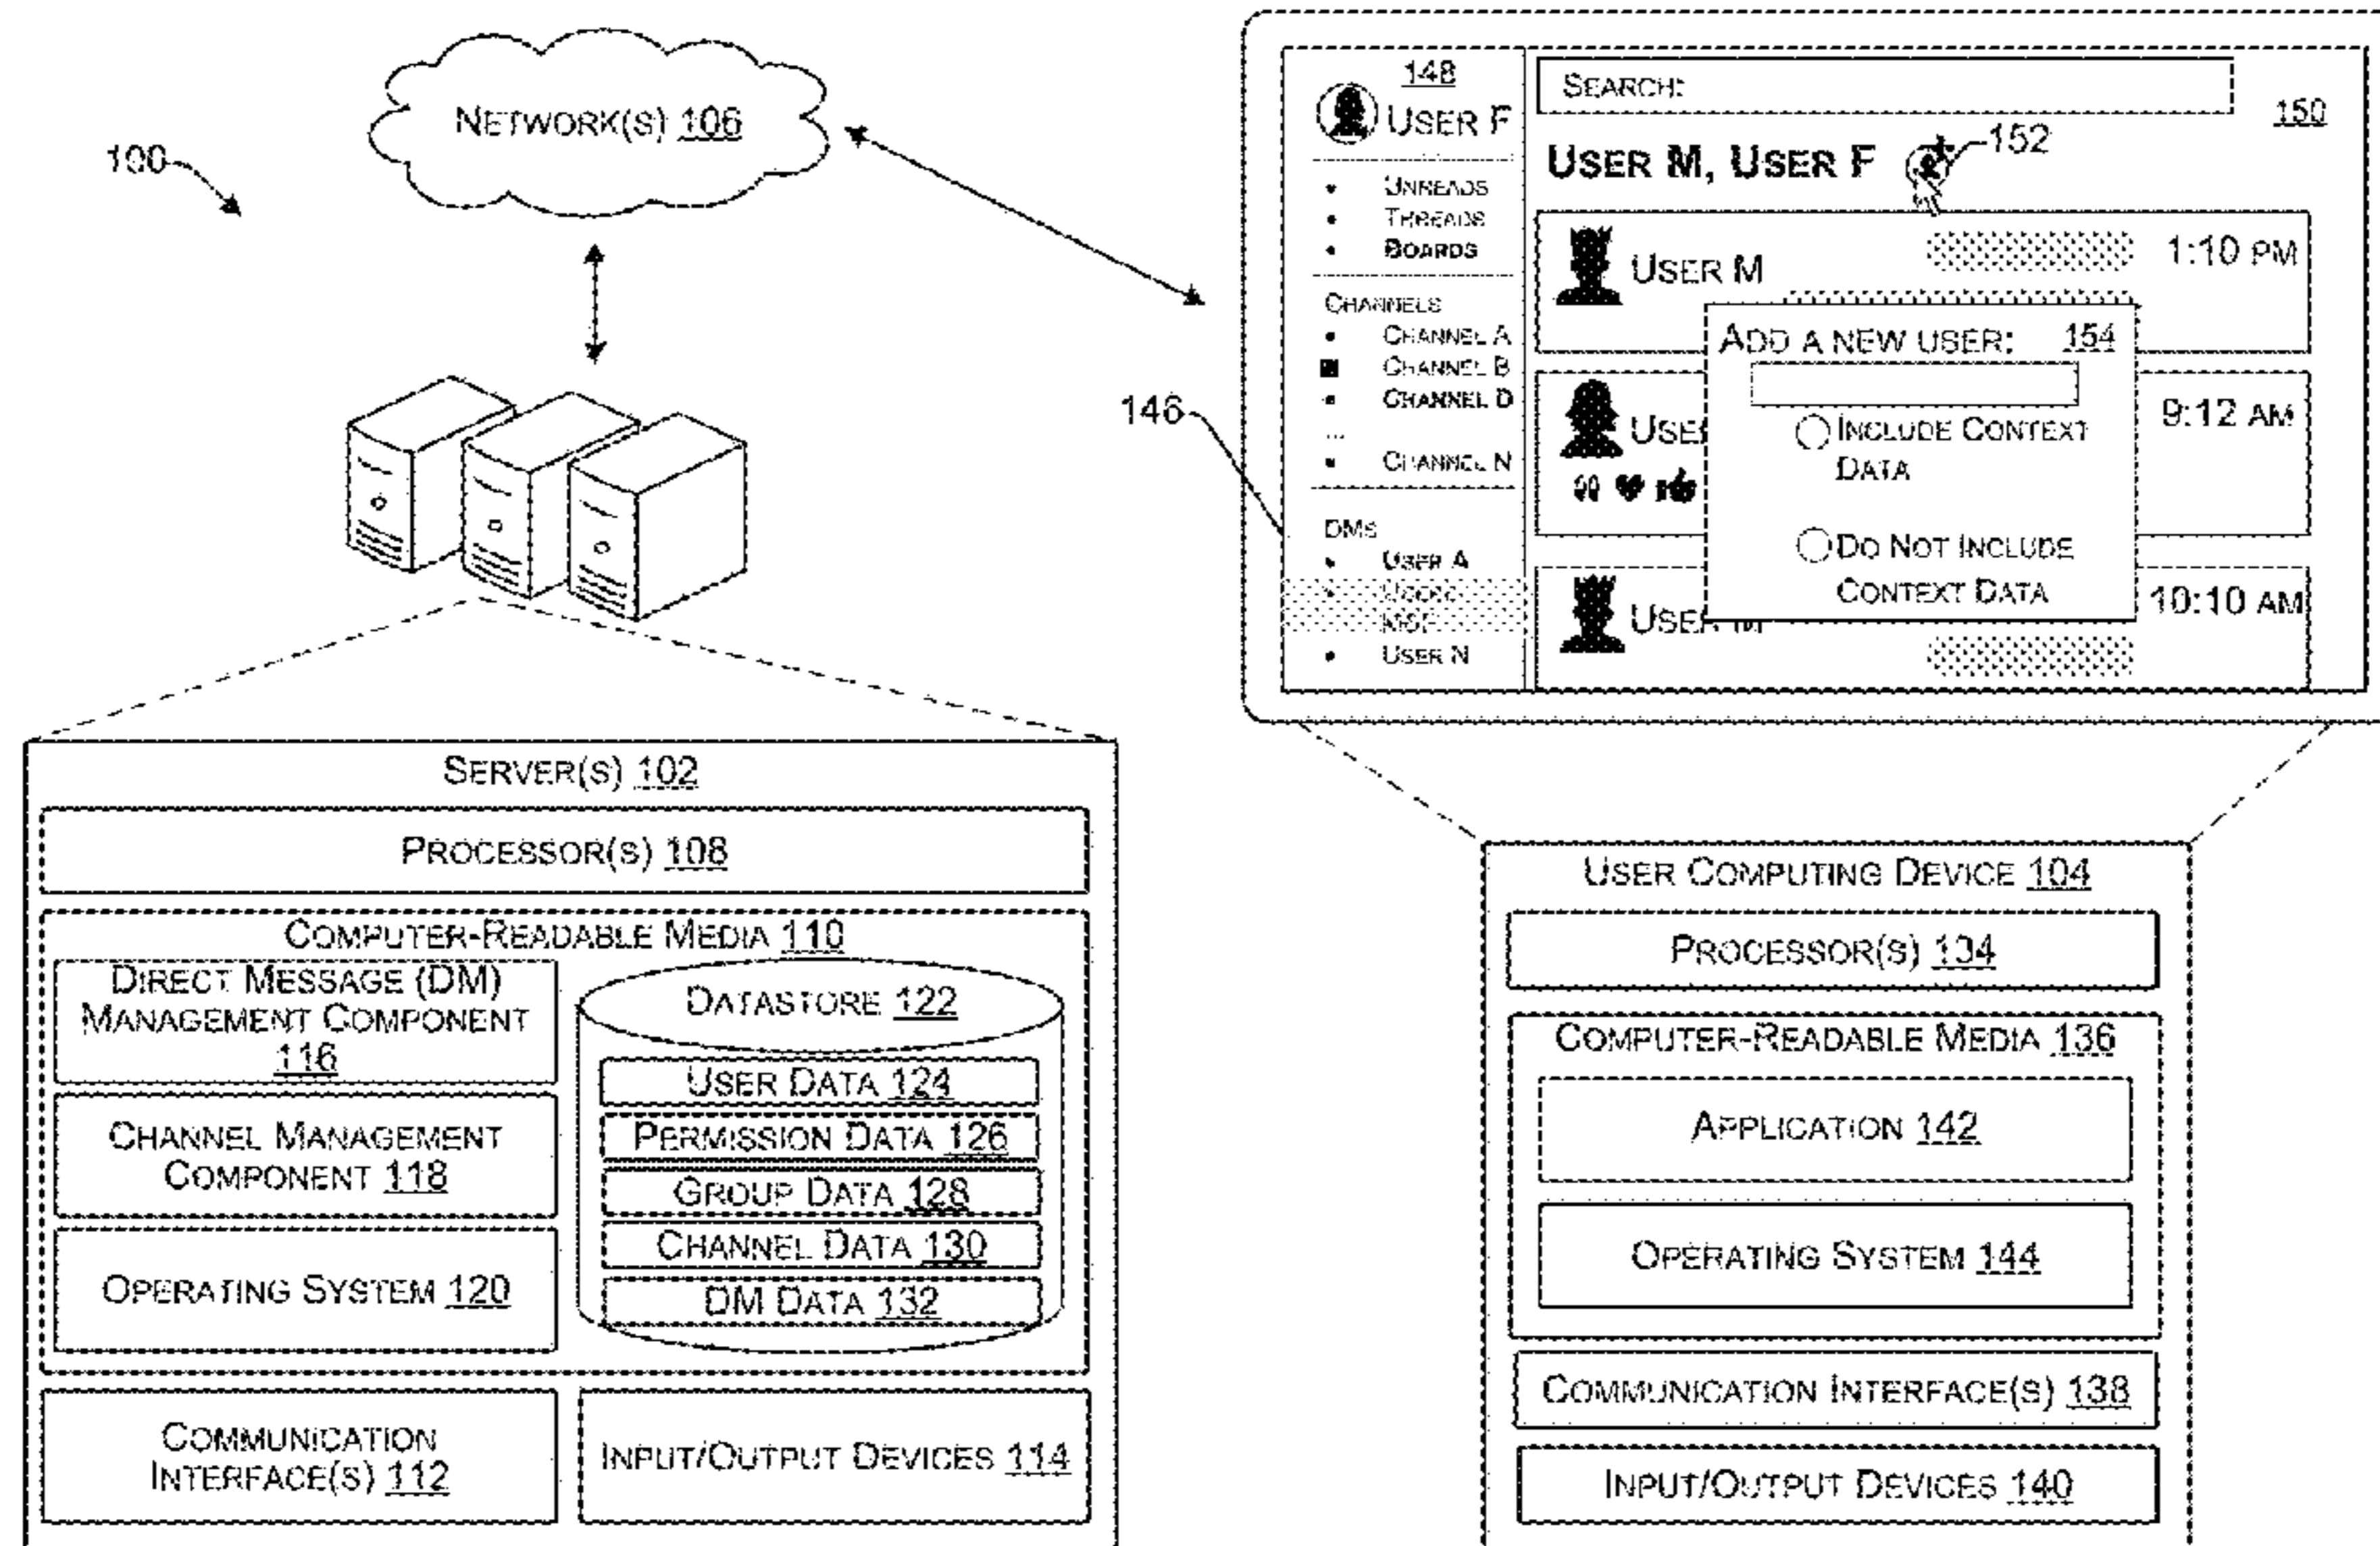 100
NETWORK(S) 106
148
USER F
UNREADS
THREADS
BOARDS
CHANNELS
CHANNEL A
CHANNEL B
CHANNEL D
...
CHANNEL N
DMS
USER A
USER N
146
SEARCH:
150
USER M, USER F
152
USER M
1:10 PM
ADD A NEW USER: 154
INCLUDE CONTEXT
DATA
DO NOT INCLUDE
CONTEXT DATA
9:12 AM
USER M
10:10 AM
SERVER(S) 102
PROCESSOR(S) 108
COMPUTER-READABLE MEDIA 110
DIRECT MESSAGE (DM)
MANAGEMENT COMPONENT
116
CHANNEL MANAGEMENT
COMPONENT 118
OPERATING SYSTEM 120
DATASTORE 122
USER DATA 124
PERMISSION DATA 126
GROUP DATA 128
CHANNEL DATA 130
DM DATA 132
COMMUNICATION
INTERFACE(S) 112
INPUT/OUTPUT DEVICES 114
USER COMPUTING DEVICE 104
PROCESSOR(S) 134
COMPUTER-READABLE MEDIA 136
APPLICATION 142
OPERATING SYSTEM 144
COMMUNICATION INTERFACE(S) 138
INPUT/OUTPUT DEVICES 140